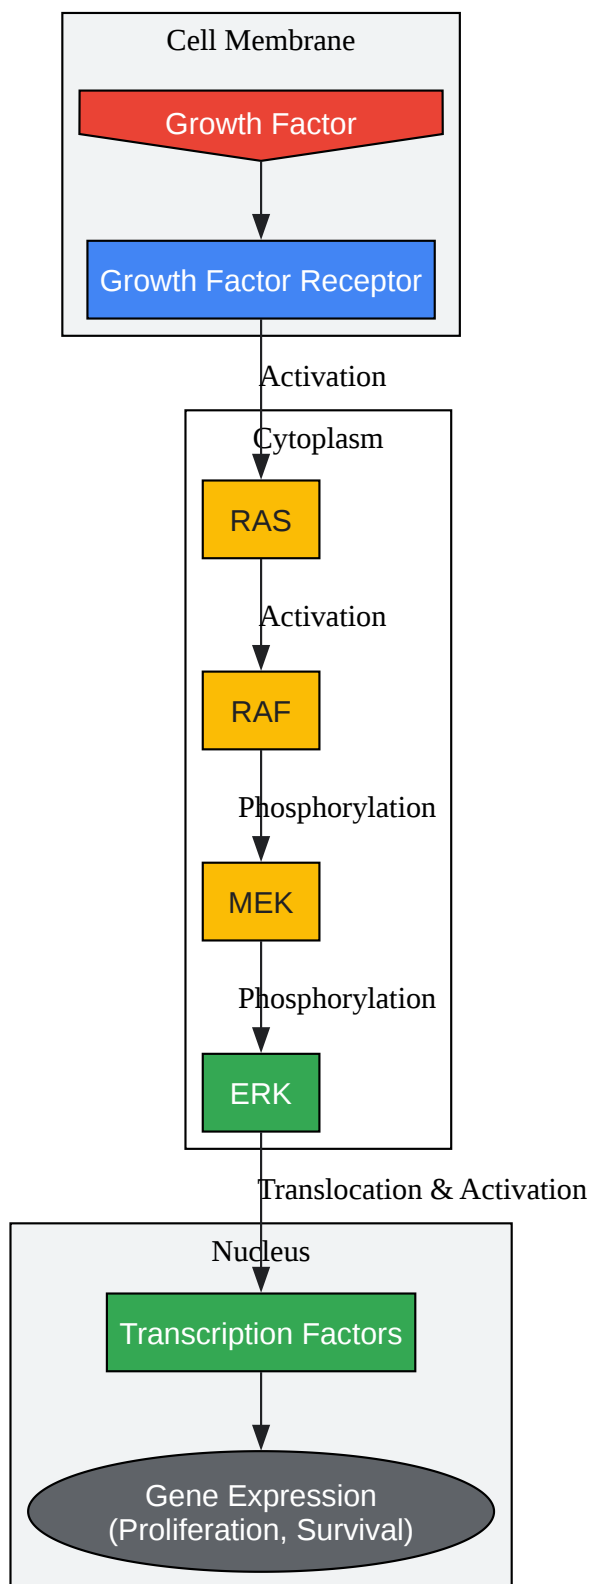 Cell Membrane
Growth Factor
Growth Factor Receptor
Activation
Cytoplasm
RAS
Activation
RAF
Phosphorylation
MEK
Phosphorylation
ERK
Translocation & Activation
Nucleus
Transcription Factors
Gene Expression
(Proliferation, Survival)